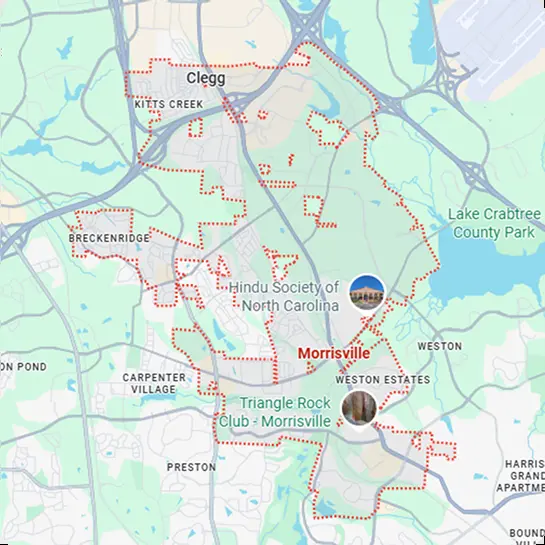 Clegg
KITTS CREEK
Lake Crabtree
County Park
BRECKENRIDGE
Hindu Society of
North Carolina
Morrisville
WESTON
ON POND
CARPENTER
VILLAGE
WESTON ESTATES
Triangle Rock
Club - Morrisville
PRESTON
HARRIS
GRAND
APARTME
BOUND
VIL